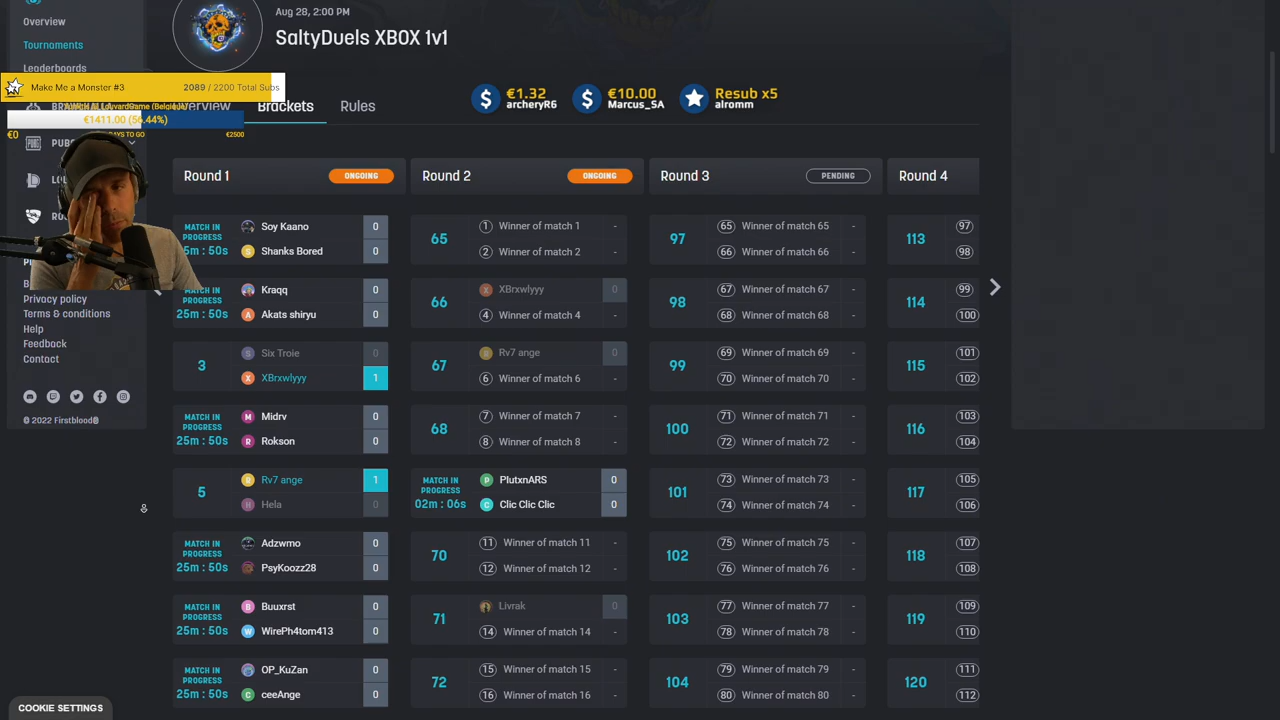 Overview
Tournaments
Leaderboards
Aug 28, 2:00 PM
SaltyDuels XBOX 1v1
Make Me a Monster #3 2089 / 2200 Total Subs
€1411.00 (56.44%)
€0 DAYS TO GO €2500
Overview Brackets Rules
€1.32
archeryR6
€10.00
Marcus_SA
Resub x5
alromm
Privacy policy
Terms & conditions
Help
Feedback
Contact
© 2022 Firstblood®
COOKIE SETTINGS
Round 1 ONGOING
MATCH IN PROGRESS
5m : 50s
Soy Kaano 0
Shanks Bored 0
MATCH IN PROGRESS
25m : 50s
Kraqq 0
Akats shiryu 0
3
Six Troie 0
XBrxwlyyy 1
MATCH IN PROGRESS
25m : 50s
Midrv 0
Rokson 0
5
Rv7 ange 1
Hela 0
MATCH IN PROGRESS
25m : 50s
Adzwmo 0
PsyKoozz28 0
MATCH IN PROGRESS
25m : 50s
Buuxrst 0
WirePh4tom413 0
MATCH IN PROGRESS
25m : 50s
OP_KuZan 0
ceeAnge 0
Round 2 ONGOING
65
1 Winner of match 1 -
2 Winner of match 2 -
66
XBrxwlyyy 0
4 Winner of match 4 -
67
Rv7 ange 0
6 Winner of match 6 -
68
7 Winner of match 7 -
8 Winner of match 8 -
MATCH IN PROGRESS
02m : 06s
PlutxnARS 0
Clic Clic Clic 0
70
11 Winner of match 11 -
12 Winner of match 12 -
71
Livrak 0
14 Winner of match 14 -
72
15 Winner of match 15 -
16 Winner of match 16 -
Round 3 PENDING
97
65 Winner of match 65 -
66 Winner of match 66 -
98
67 Winner of match 67 -
68 Winner of match 68 -
99
69 Winner of match 69 -
70 Winner of match 70 -
100
71 Winner of match 71 -
72 Winner of match 72 -
101
73 Winner of match 73 -
74 Winner of match 74 -
102
75 Winner of match 75 -
76 Winner of match 76 -
103
77 Winner of match 77 -
78 Winner of match 78 -
104
79 Winner of match 79 -
80 Winner of match 80 -
Round 4
113
97
98
114
99
100
115
101
102
116
103
104
117
105
106
118
107
108
119
109
110
120
111
112